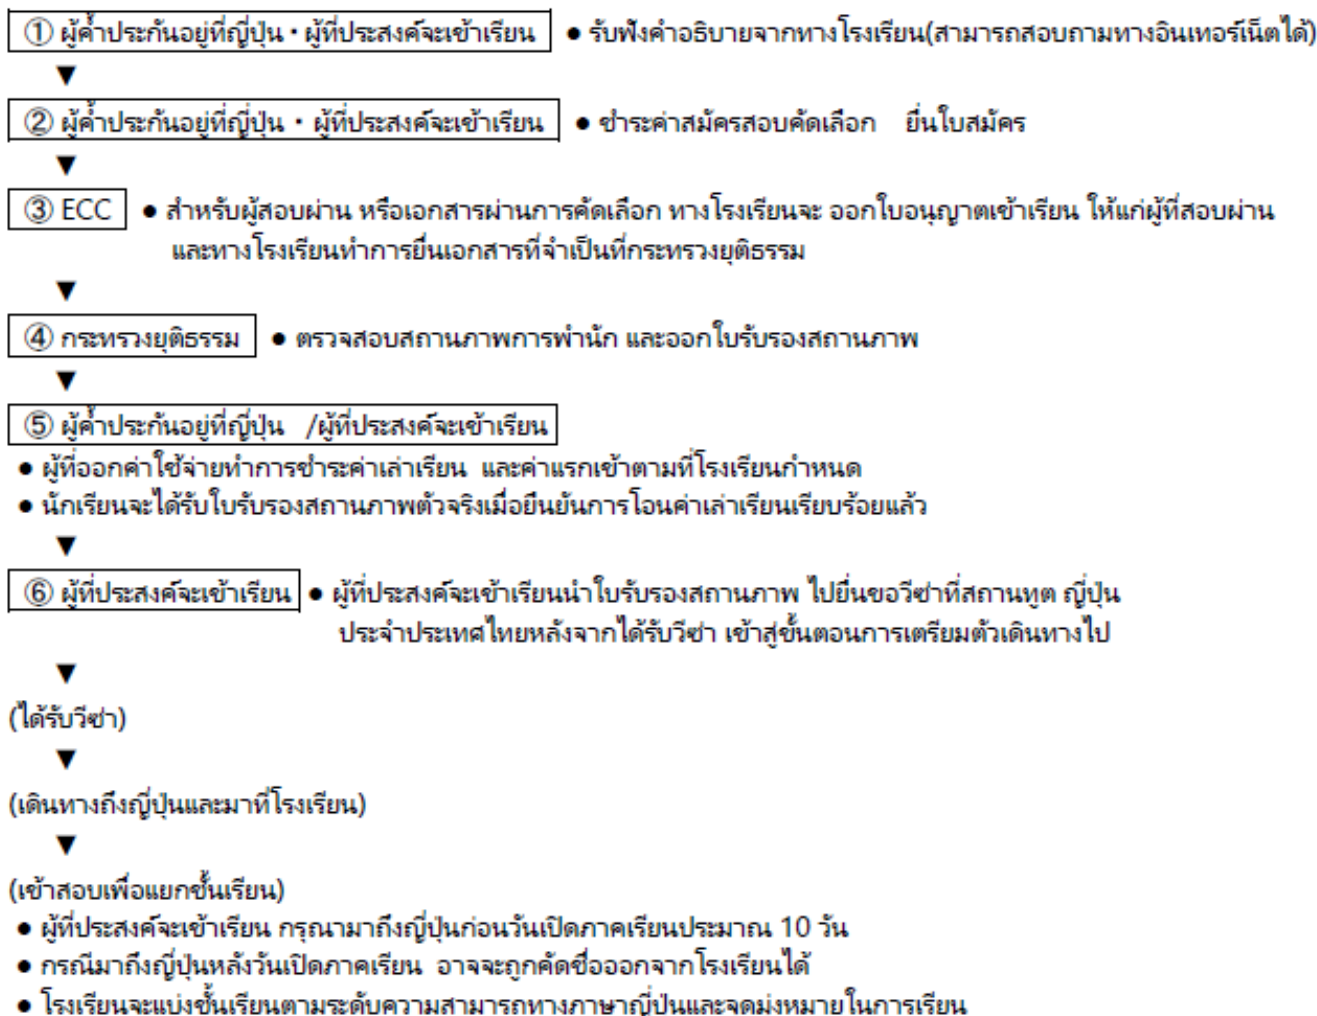 ① ผู้ค้ำประกันอยู่ที่ญี่ปุ่น・ผู้ที่ประสงค์จะเข้าเรียน ● รับฟังคำอธิบายจากทางโรงเรียน(สามารถสอบถามทางอินเทอร์เน็ตได้)
▼
② ผู้ค้ำประกันอยู่ที่ญี่ปุ่น ・ ผู้ที่ประสงค์จะเข้าเรียน ● ชำระค่าสมัครสอบคัดเลือก ยื่นใบสมัคร
▼
③ ECC ● สำหรับผู้สอบผ่าน หรือเอกสารผ่านการคัดเลือก ทางโรงเรียนจะ ออกใบอนุญาตเข้าเรียน ให้แก่ผู้ที่สอบผ่าน
และทางโรงเรียนทำการยื่นเอกสารที่จำเป็นที่กระทรวงยุติธรรม
▼
④ กระทรวงยุติธรรม ● ตรวจสอบสถานภาพการพำนัก และออกใบรับรองสถานภาพ
▼
⑤ ผู้ค้ำประกันอยู่ที่ญี่ปุ่น /ผู้ที่ประสงค์จะเข้าเรียน
● ผู้ที่ออกค่าใช้จ่ายทำการชำระค่าเล่าเรียน และค่าแรกเข้าตามที่โรงเรียนกำหนด
● นักเรียนจะได้รับใบรับรองสถานภาพตัวจริงเมื่อยืนยันการโอนค่าเล่าเรียนเรียบร้อยแล้ว
▼
⑥ ผู้ที่ประสงค์จะเข้าเรียน ● ผู้ที่ประสงค์จะเข้าเรียนนำใบรับรองสถานภาพ ไปยื่นขอวีซ่าที่สถานทูต ญี่ปุ่น
ประจำประเทศไทยหลังจากได้รับวีซ่า เข้าสู่ขั้นตอนการเตรียมตัวเดินทางไป
▼
(ได้รับวีซ่า)
▼
(เดินทางถึงญี่ปุ่นและมาที่โรงเรียน)
▼
(เข้าสอบเพื่อแยกชั้นเรียน)
● ผู้ที่ประสงค์จะเข้าเรียน กรุณามาถึงญี่ปุ่นก่อนวันเปิดภาคเรียนประมาณ 10 วัน
● กรณีมาถึงญี่ปุ่นหลังวันเปิดภาคเรียน อาจจะถูกคัดชื่อออกจากโรงเรียนได้
● โรงเรียนจะแบ่งชั้นเรียนตามระดับความสามารถทางภาษาญี่ปุ่นและจุดมุ่งหมายในการเรียน